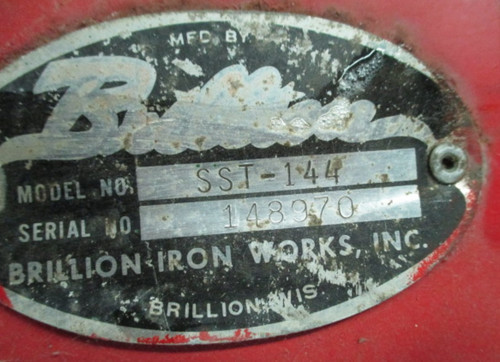 MFD BY
Brillion
MODEL NO. SST-144
SERIAL NO. 148970
BRILLION IRON WORKS, INC.
BRILLION WIS